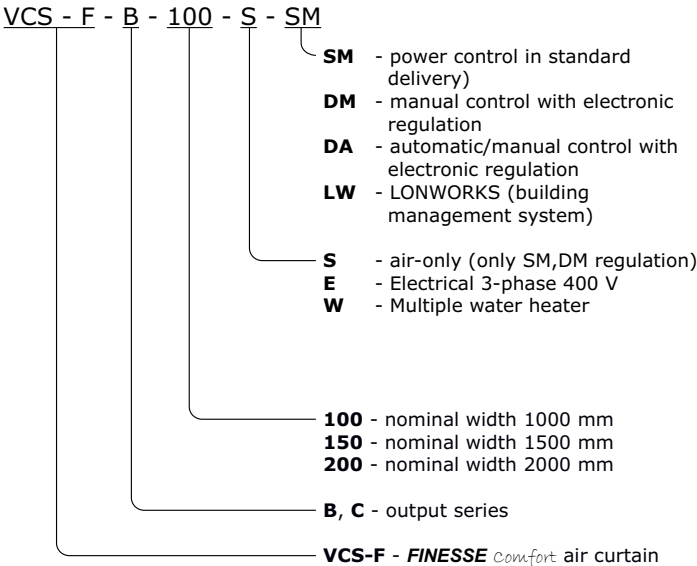 VCS - F - B - 100 - S - SM
SM - power control in standard
delivery)
DM - manual control with electronic
regulation
DA - automatic/manual control with
electronic regulation
LW - LONWORKS (building
management system)
S - air-only (only SM,DM regulation)
E - Electrical 3-phase 400 V
W - Multiple water heater
100 - nominal width 1000 mm
150 - nominal width 1500 mm
200 - nominal width 2000 mm
B, C - output series
VCS-F - FINESSE Comfort air curtain